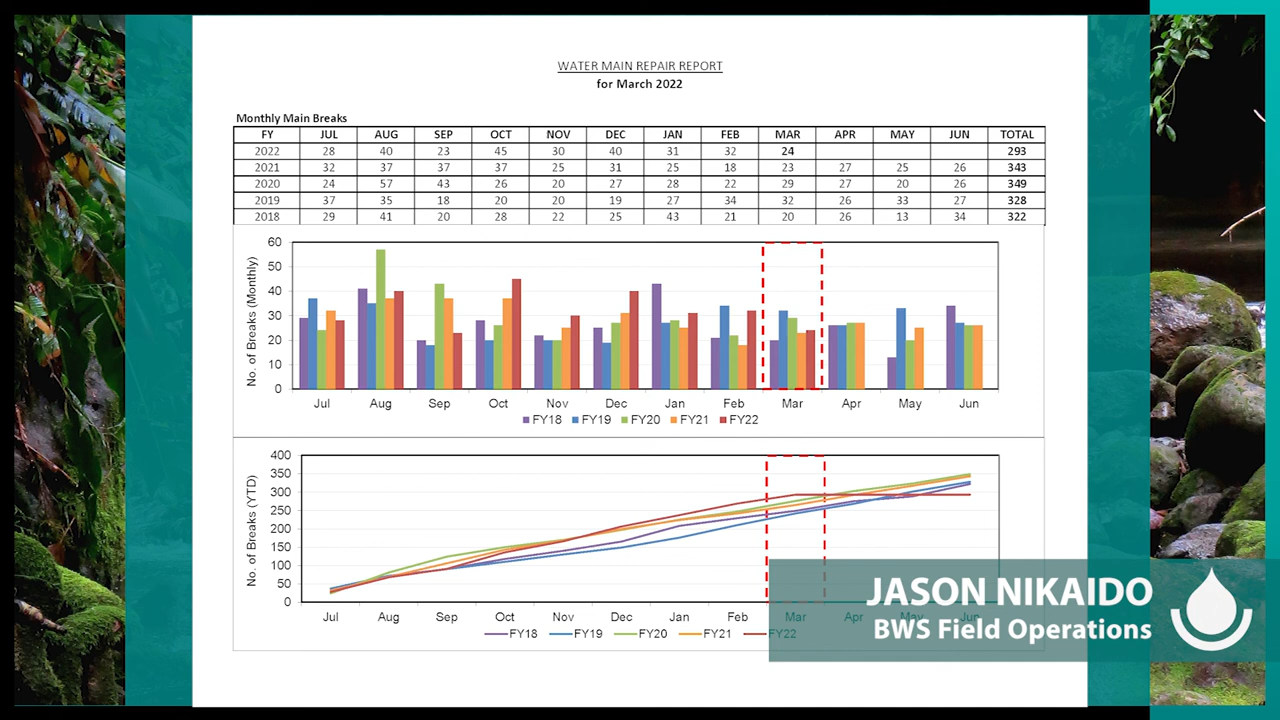 WATER MAIN REPAIR REPORT
for March 2022
Monthly Main Breaks
FY JUL AUG SEP OCT NOV DEC JAN FEB MAR APR MAY JUN TOTAL
2022 28 40 23 45 30 40 31 32 24 293
2021 32 37 37 37 25 31 25 18 23 27 25 26 343
2020 24 57 43 26 20 27 28 22 29 27 20 26 349
2019 37 35 18 20 20 19 27 34 32 26 33 27 328
2018 29 41 20 28 22 25 43 21 20 26 13 34 322
No. of Breaks (Monthly)
60
50
40
30
20
10
0
Jul Aug Sep Oct Nov Dec Jan Feb Mar Apr May Jun
FY18 FY19 FY20 FY21 FY22
No. of Breaks (YTD)
400
350
300
250
200
150
100
50
0
Jul Aug Sep Oct Nov Dec Jan Feb Mar Apr May Jun
FY18 FY19 FY20 FY21 FY22
JASON NIKAIDO
BWS Field Operations